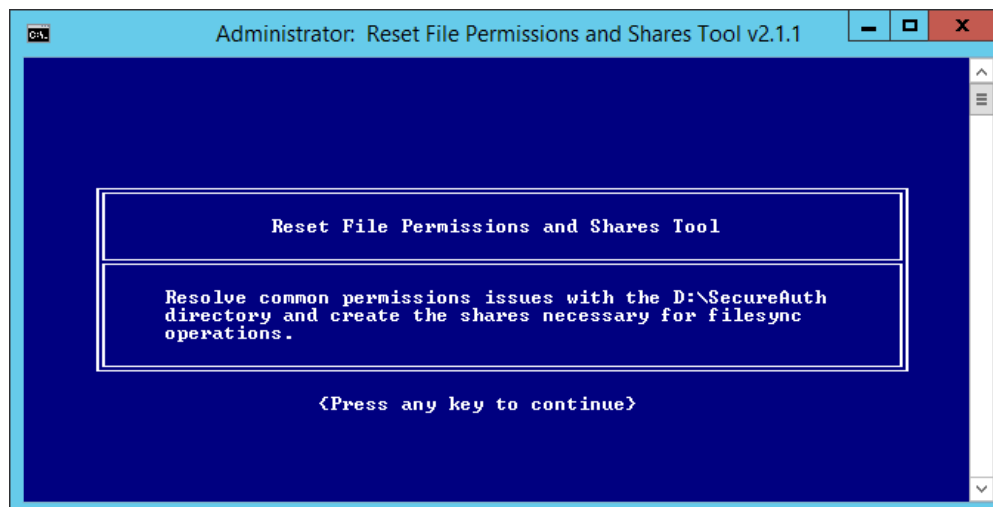 Administrator: Reset File Permissions and Shares Tool v2.1.1
Reset File Permissions and Shares Tool
Resolve common permissions issues with the D:\SecureAuth
directory and create the shares necessary for filesync
operations.
{Press any key to continue}